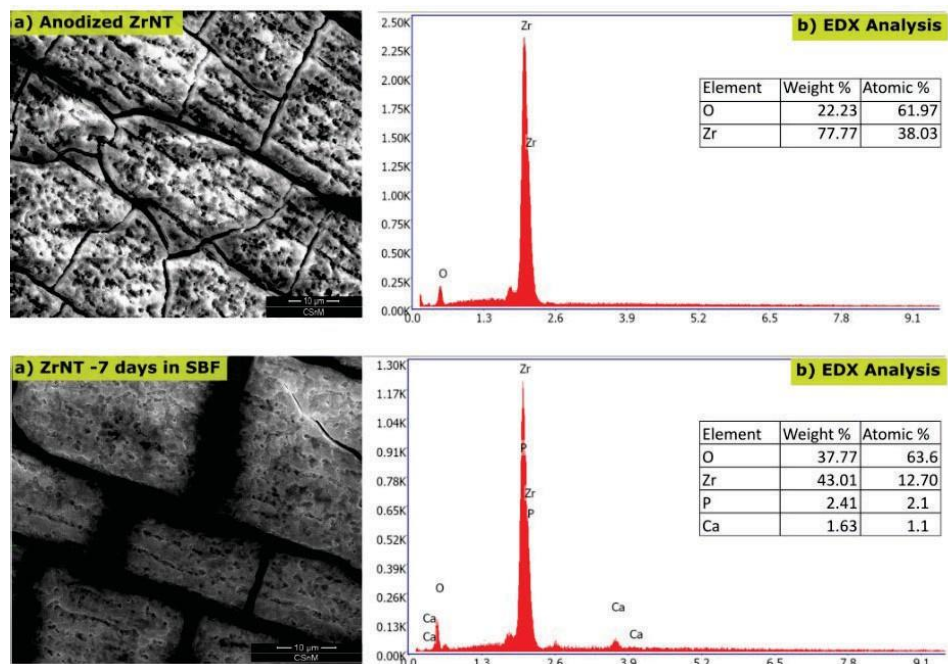 a) Anodized ZrNT
10 µm
CSnM
b) EDX Analysis
2.50K
2.25K
2.00K
1.75K
1.50K
1.25K
1.00K
0.75K
0.50K
0.25K
0.00K
0.0 1.3 2.6 3.9 5.2 6.5 7.8 9.1
Zr
Zr
O
Element Weight % Atomic %
O 22.23 61.97
Zr 77.77 38.03
a) ZrNT -7 days in SBF
10 µm
CSnM
b) EDX Analysis
1.30K
1.17K
1.04K
0.91K
0.78K
0.65K
0.52K
0.39K
0.26K
0.13K
0.00K
0.0 1.3 2.6 3.9 5.2 6.5 7.8 9.1
Zr
P
Zr
P
O
Ca
Ca
Ca
Ca
Element Weight % Atomic %
O 37.77 63.6
Zr 43.01 12.70
P 2.41 2.1
Ca 1.63 1.1